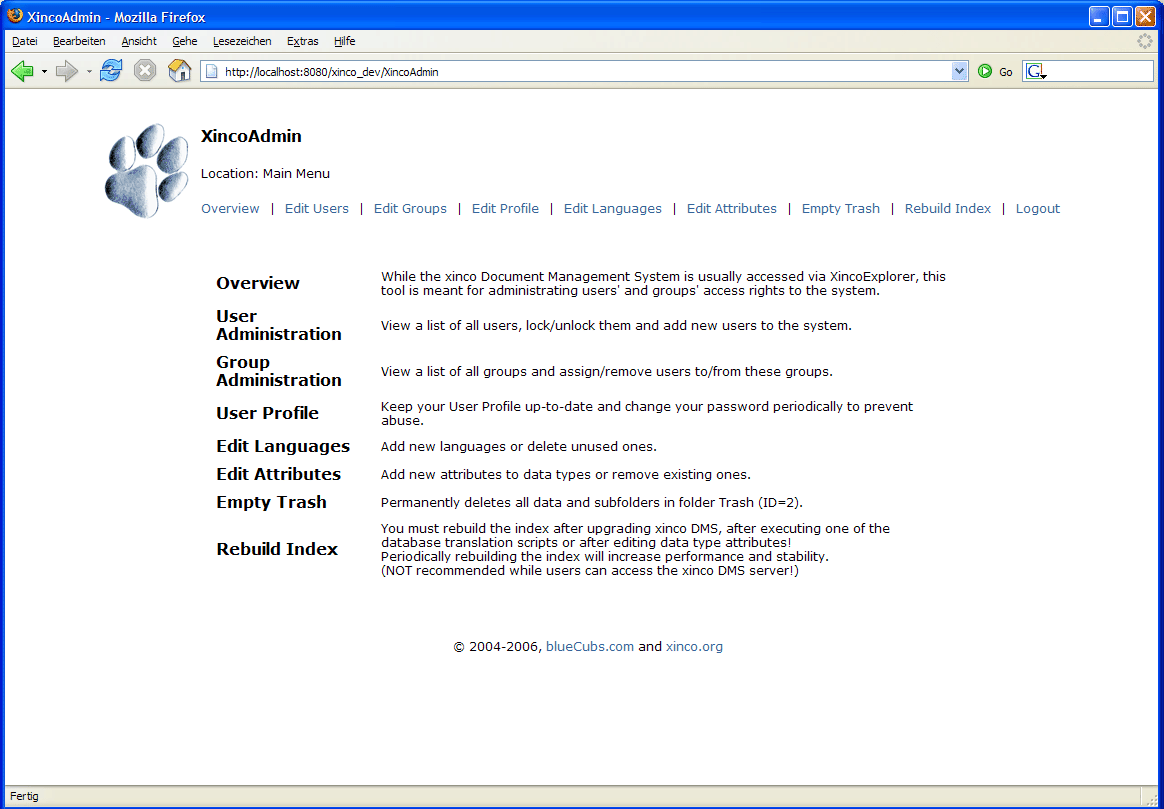 XincoAdmin - Mozilla Firefox
Datei Bearbeiten Ansicht Gehe Lesezeichen Extras Hilfe
http://localhost:8080/xinco_dev/XincoAdmin Go G
XincoAdmin
Location: Main Menu
Overview | Edit Users | Edit Groups | Edit Profile | Edit Languages | Edit Attributes | Empty Trash | Rebuild Index | Logout
Overview
While the xinco Document Management System is usually accessed via XincoExplorer, this
tool is meant for administrating users' and groups' access rights to the system.
User
Administration
View a list of all users, lock/unlock them and add new users to the system.
Group
Administration
View a list of all groups and assign/remove users to/from these groups.
User Profile
Keep your User Profile up-to-date and change your password periodically to prevent
abuse.
Edit Languages
Add new languages or delete unused ones.
Edit Attributes
Add new attributes to data types or remove existing ones.
Empty Trash
Permanently deletes all data and subfolders in folder Trash (ID=2).
Rebuild Index
You must rebuild the index after upgrading xinco DMS, after executing one of the
database translation scripts or after editing data type attributes!
Periodically rebuilding the index will increase performance and stability.
(NOT recommended while users can access the xinco DMS server!)
© 2004-2006, blueCubs.com and xinco.org
Fertig